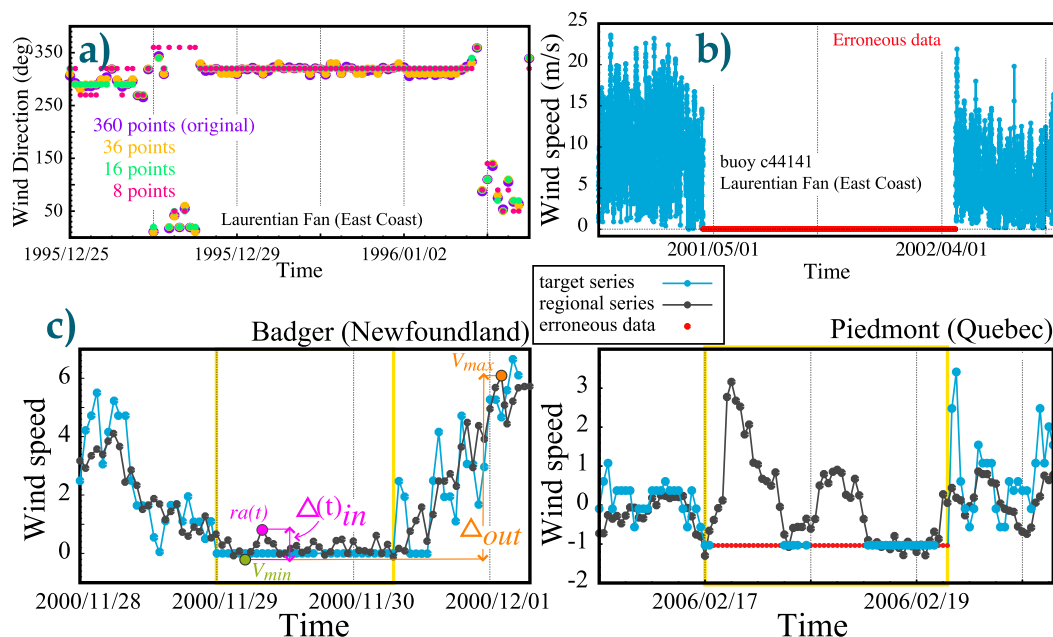 a)
Wind Direction (deg)
350
250
150
50
360 points (original)
36 points
16 points
8 points
Laurentian Fan (East Coast)
1995/12/25
1995/12/29
1996/01/02
Time
b)
Wind speed (m/s)
25
20
15
10
5
0
Erroneous data
buoy c44141
Laurentian Fan (East Coast)
2001/05/01
2002/04/01
Time
target series
regional series
erroneous data
c)
Badger (Newfoundland)
Wind speed
6
4
2
0
Vmax
ra(t)
Δ(t)in
Δout
Vmin
2000/11/28
2000/11/29
2000/11/30
2000/12/01
Time
Piedmont (Quebec)
Wind speed
3
2
1
0
-1
-2
2006/02/17
2006/02/19
Time